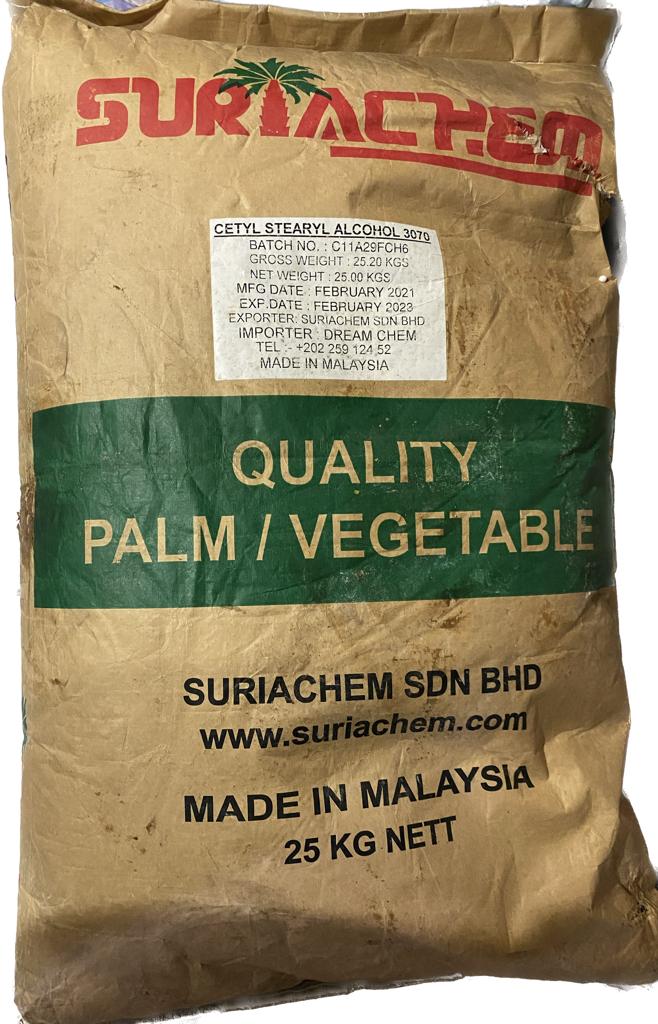 SURIACHEM
CETYL STEARYL ALCOHOL 3070
BATCH NO. : C11A29FCH6
GROSS WEIGHT : 25.20 KGS
NET WEIGHT : 25.00 KGS
MFG DATE : FEBRUARY 2021
EXP.DATE : FEBRUARY 2023
EXPORTER: SURIACHEM SDN BHD
IMPORTER : DREAM CHEM
TEL :- +202 259 124 52
MADE IN MALAYSIA
QUALITY
PALM / VEGETABLE
SURIACHEM SDN BHD
www.suriachem.com
MADE IN MALAYSIA
25 KG NETT